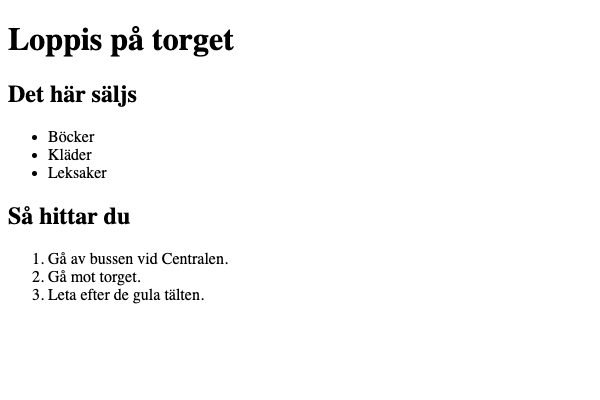 Loppis på torget
Det här säljs
• Böcker
• Kläder
• Leksaker
Så hittar du
1. Gå av bussen vid Centralen.
2. Gå mot torget.
3. Leta efter de gula tälten.